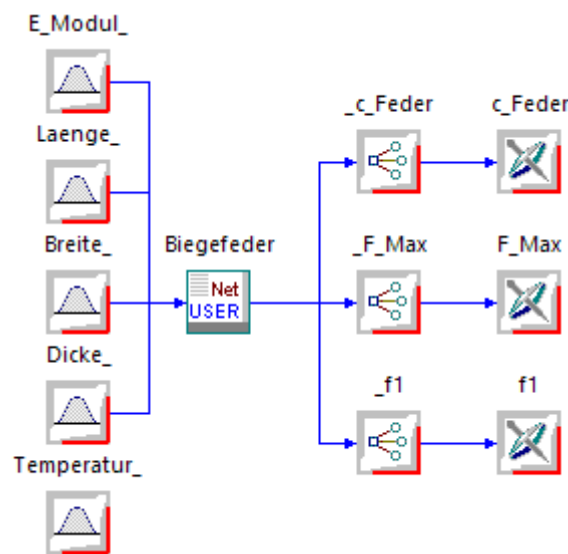 E_Modul_
_c_Feder
c_Feder
Laenge_
Breite_
Biegefeder
_F_Max
F_Max
Net
USER
Dicke_
_f1
f1
Temperatur_